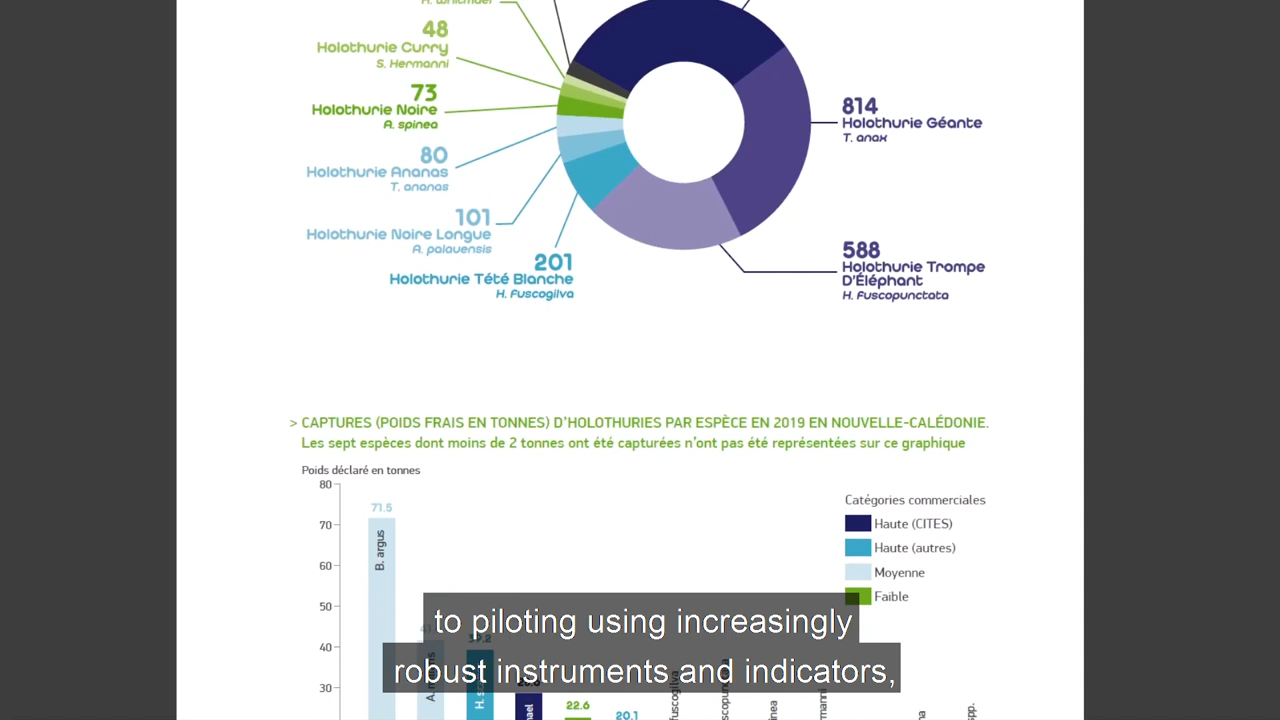 48
Holothurie Curry
S. Hermanni
73
Holothurie Noire
A. spinea
80
Holothurie Ananas
T. ananas
101
Holothurie Noire Longue
A. palauensis
201
Holothurie Tété Blanche
H. Fuscogilva
814
Holothurie Géante
T. anax
588
Holothurie Trompe
D'Éléphant
H. Fuscopunctata
> CAPTURES (POIDS FRAIS EN TONNES) D'HOLOTHURIES PAR ESPÈCE EN 2019 EN NOUVELLE-CALÉDONIE.
Les sept espèces dont moins de 2 tonnes ont été capturées n'ont pas été représentées sur ce graphique
Poids déclaré en tonnes
80
70
60
50
40
30
71.5
B. argus
22.6
20.1
Catégories commerciales
Haute (CITES)
Haute (autres)
Moyenne
Faible
to piloting using increasingly
robust instruments and indicators,